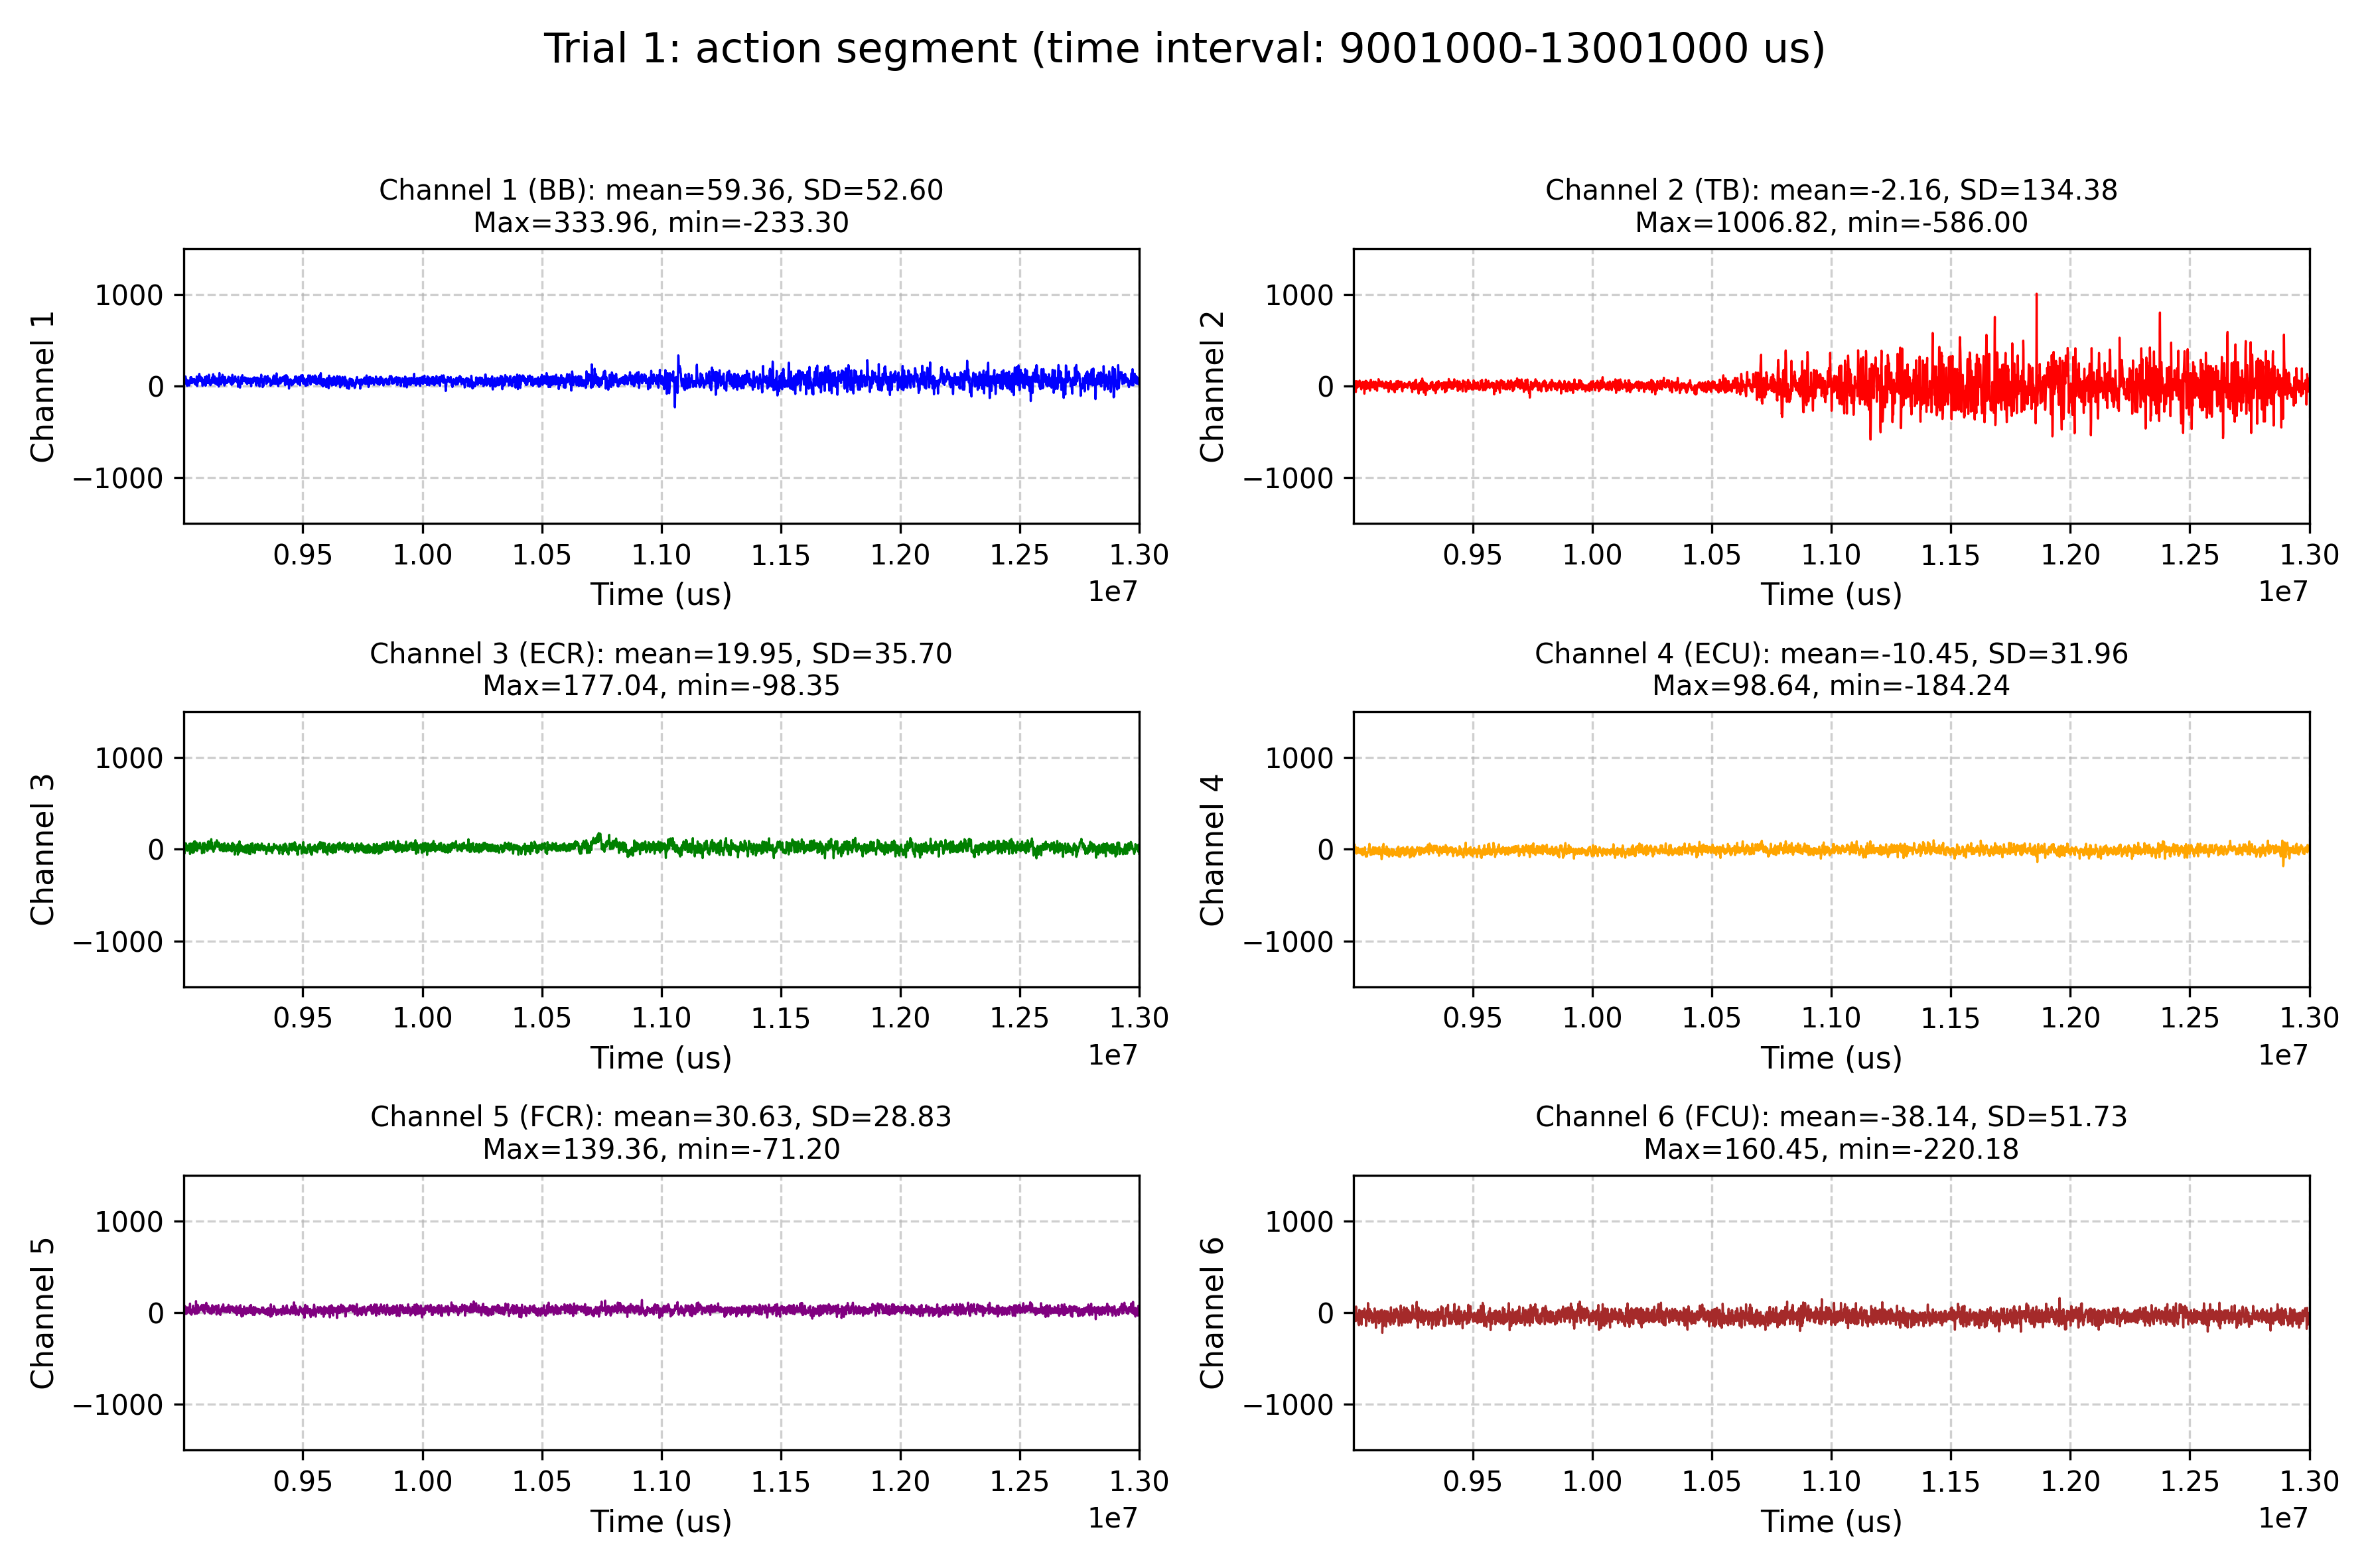 Trial 1: action segment (time interval: 9001000-13001000 us)
Channel 1 (BB): mean=59.36, SD=52.60
Max=333.96, min=-233.30
Channel 1
1000
0
−1000
0.95 1.00 1.05 1.10 1.15 1.20 1.25 1.30
Time (us)
1e7
Channel 2 (TB): mean=-2.16, SD=134.38
Max=1006.82, min=-586.00
Channel 2
1000
0
−1000
0.95 1.00 1.05 1.10 1.15 1.20 1.25 1.30
Time (us)
1e7
Channel 3 (ECR): mean=19.95, SD=35.70
Max=177.04, min=-98.35
Channel 3
1000
0
−1000
0.95 1.00 1.05 1.10 1.15 1.20 1.25 1.30
Time (us)
1e7
Channel 4 (ECU): mean=-10.45, SD=31.96
Max=98.64, min=-184.24
Channel 4
1000
0
−1000
0.95 1.00 1.05 1.10 1.15 1.20 1.25 1.30
Time (us)
1e7
Channel 5 (FCR): mean=30.63, SD=28.83
Max=139.36, min=-71.20
Channel 5
1000
0
−1000
0.95 1.00 1.05 1.10 1.15 1.20 1.25 1.30
Time (us)
1e7
Channel 6 (FCU): mean=-38.14, SD=51.73
Max=160.45, min=-220.18
Channel 6
1000
0
−1000
0.95 1.00 1.05 1.10 1.15 1.20 1.25 1.30
Time (us)
1e7